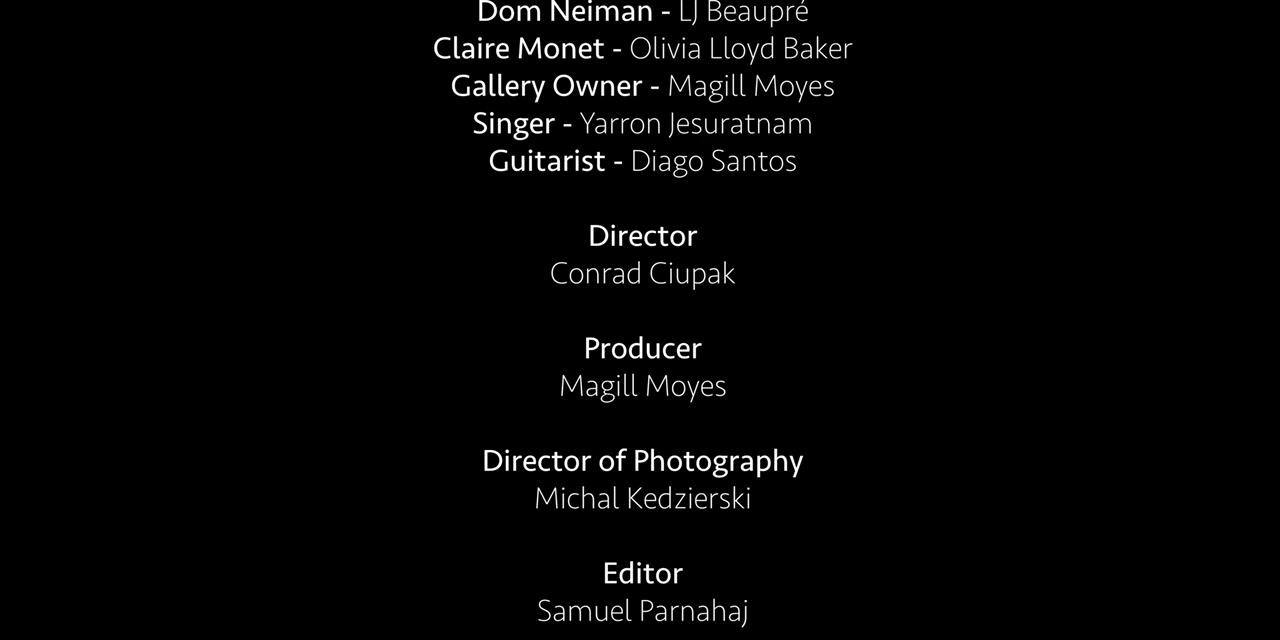 Dom Neiman - LJ Beaupré
Claire Monet - Olivia Lloyd Baker
Gallery Owner - Magill Moyes
Singer - Yarron Jesuratnam
Guitarist - Diago Santos
Director
Conrad Ciupak
Producer
Magill Moyes
Director of Photography
Michal Kedzierski
Editor
Samuel Parnahaj